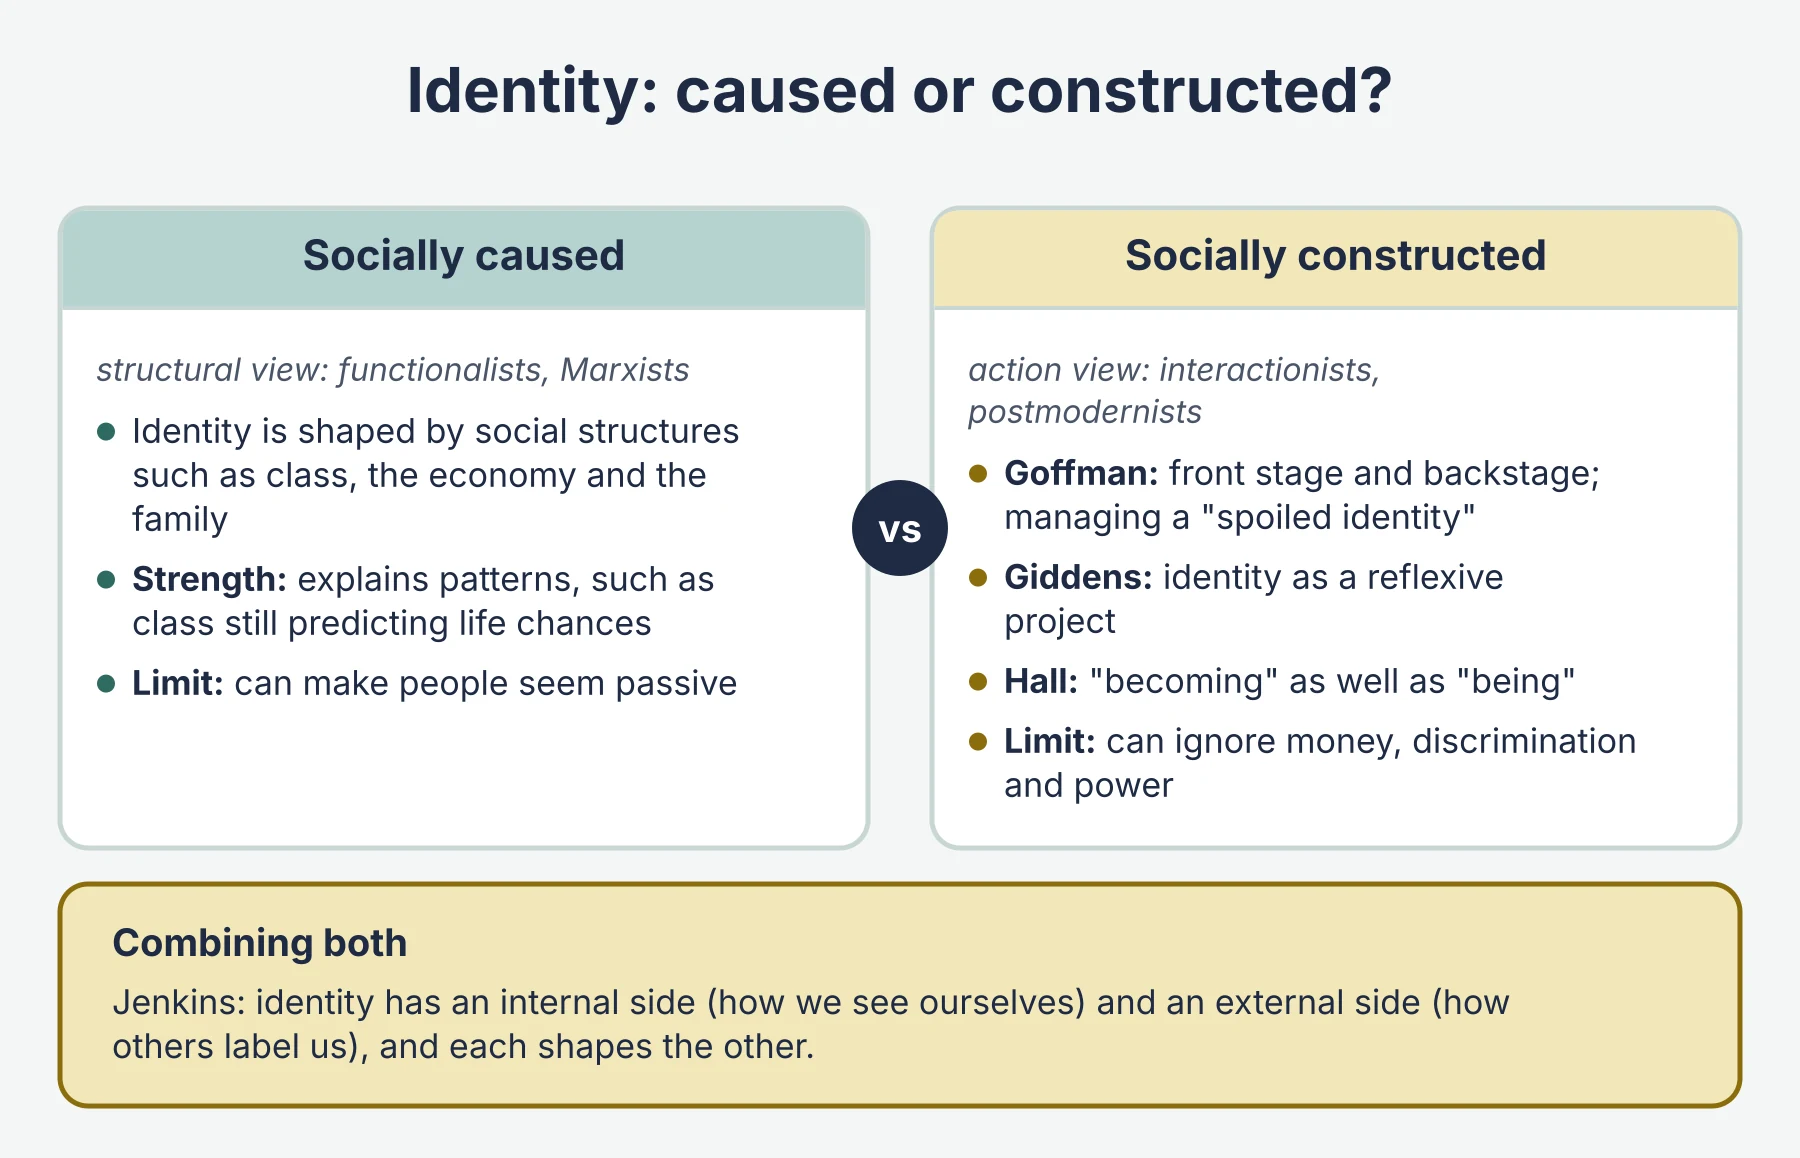 Identity: caused or constructed?
Socially caused
structural view: functionalists, Marxists
Identity is shaped by social structures
such as class, the economy and the
family
Strength: explains patterns, such as
class still predicting life chances
Limit: can make people seem passive
vs
Socially constructed
action view: interactionists,
postmodernists
Goffman: front stage and backstage;
managing a "spoiled identity"
Giddens: identity as a reflexive
project
Hall: "becoming" as well as "being"
Limit: can ignore money, discrimination
and power
Combining both
Jenkins: identity has an internal side (how we see ourselves) and an external side (how
others label us), and each shapes the other.